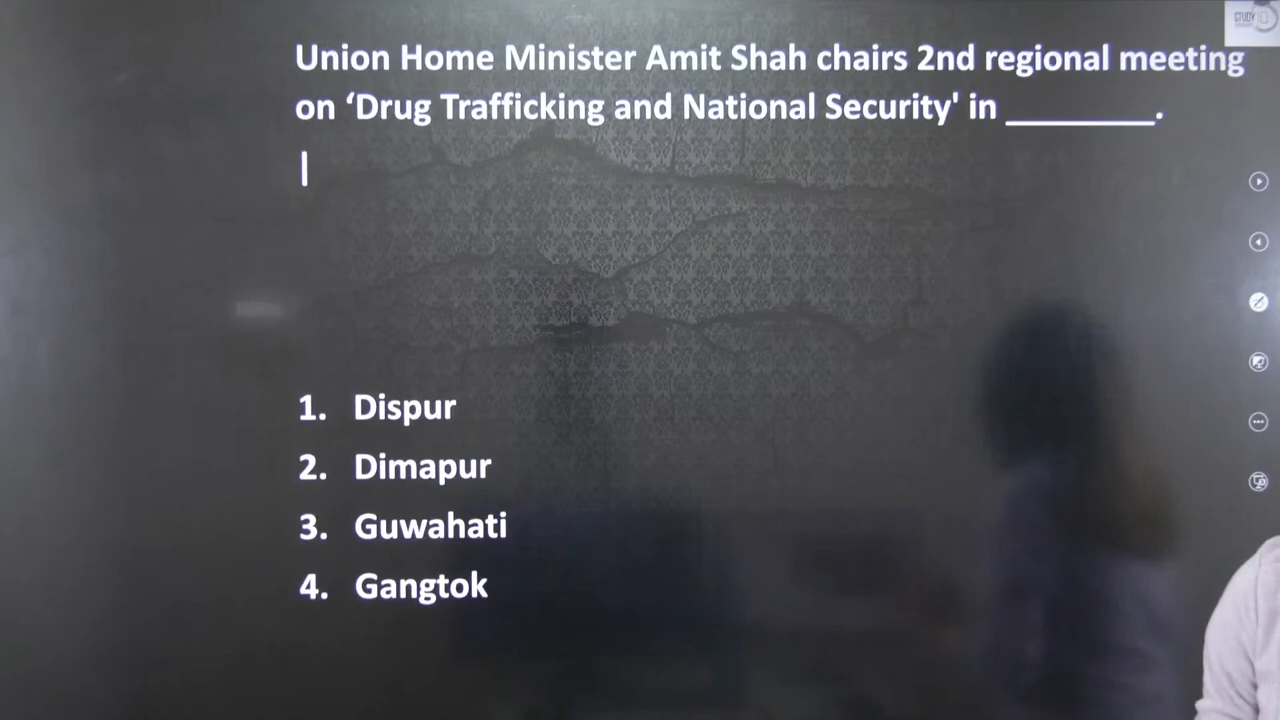 STUDY
Union Home Minister Amit Shah chairs 2nd regional meeting
on ‘Drug Trafficking and National Security' in ________.
1. Dispur
2. Dimapur
3. Guwahati
4. Gangtok